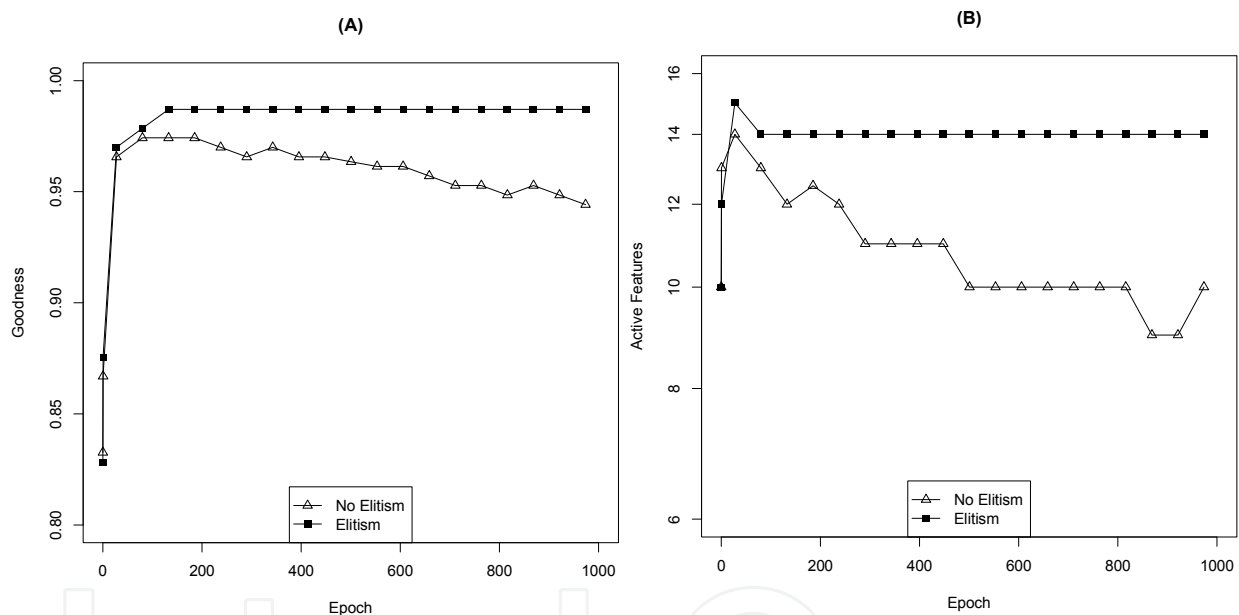 (A)
Goodness
1.00
0.95
0.90
0.85
0.80
No Elitism
Elitism
0 200 400 600 800 1000
Epoch
(B)
Active Features
16
14
12
10
8
6
No Elitism
Elitism
0 200 400 600 800 1000
Epoch